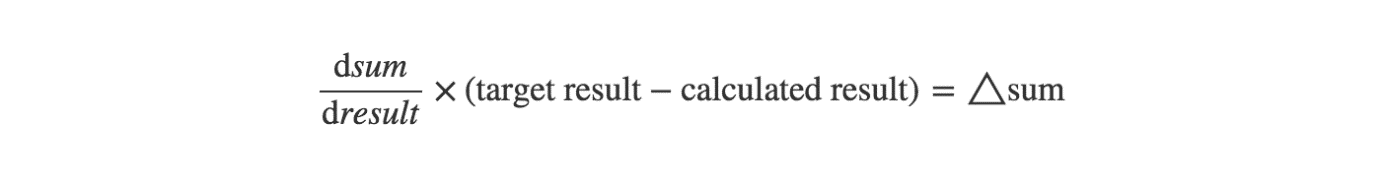 dsum/dresult × (target result − calculated result) = △sum